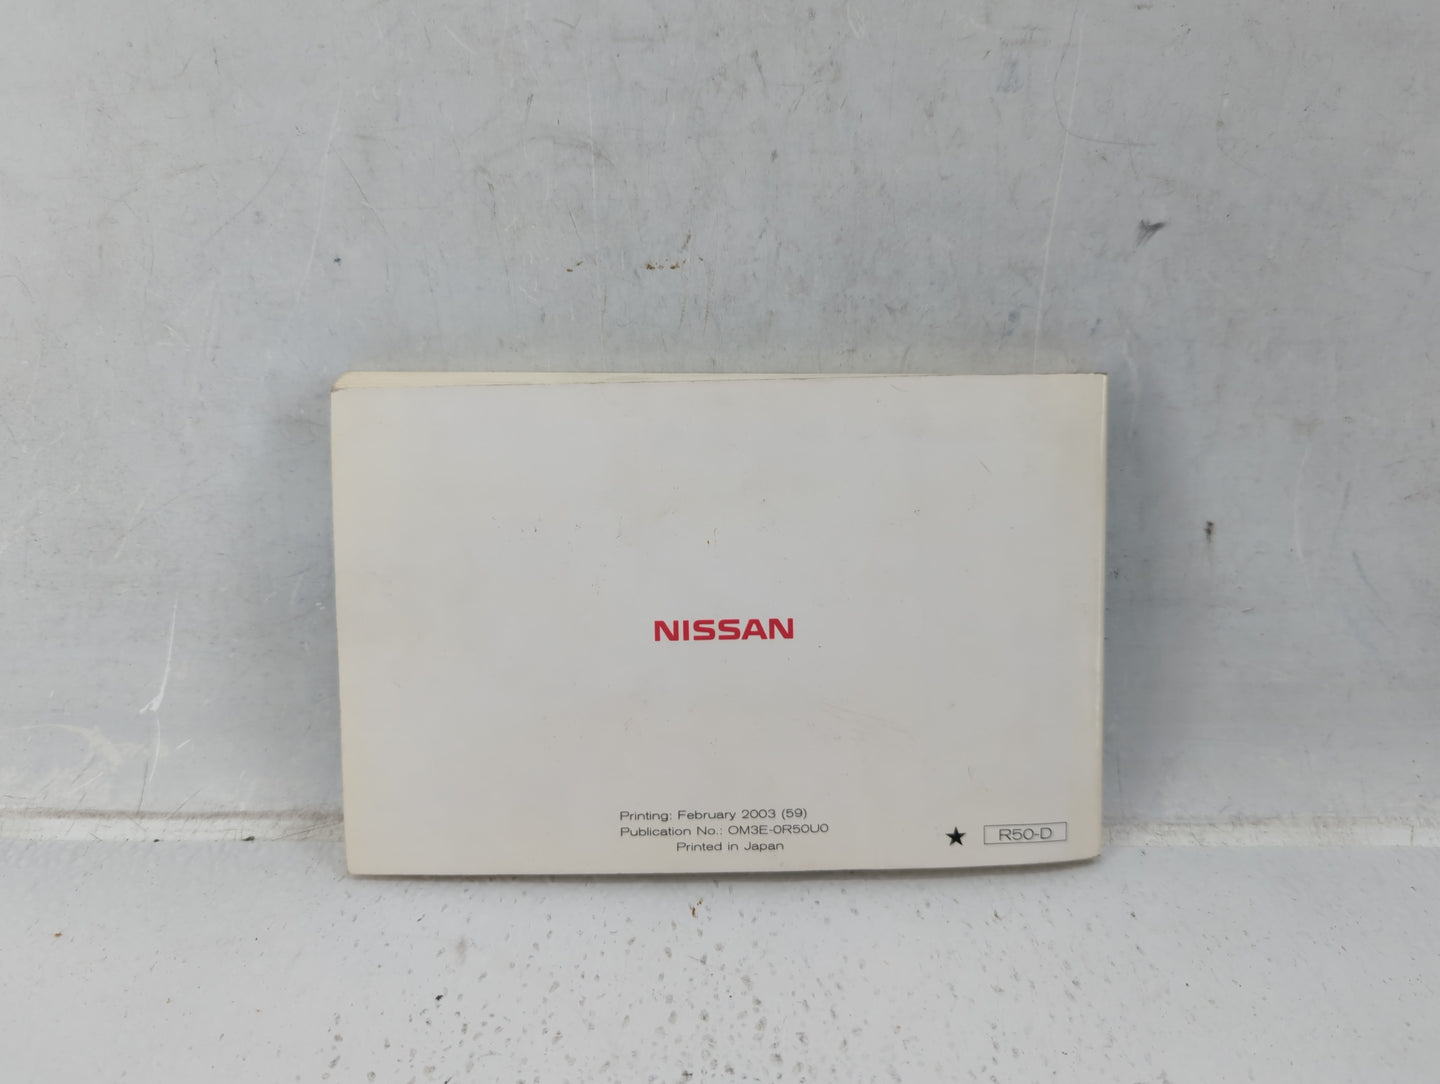 NISSAN
Printing: February 2003 (59)
Publication No.: OM3E-0R50U0
Printed in Japan
★ R50-D